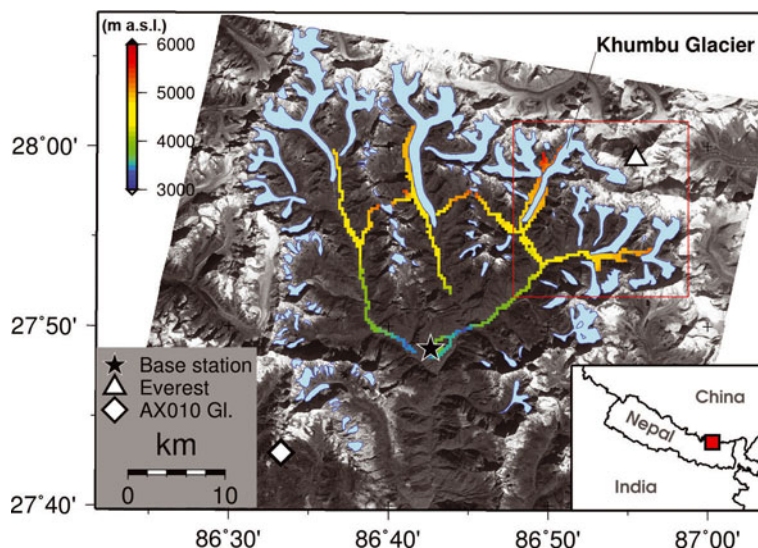 (m a.s.l.)
6000
5000
4000
3000
Khumbu Glacier
28˚00'
27˚50'
27˚40'
Base station
Everest
AX010 Gl.
km
0 10
China
Nepal
India
86˚30' 86˚40' 86˚50' 87˚00'